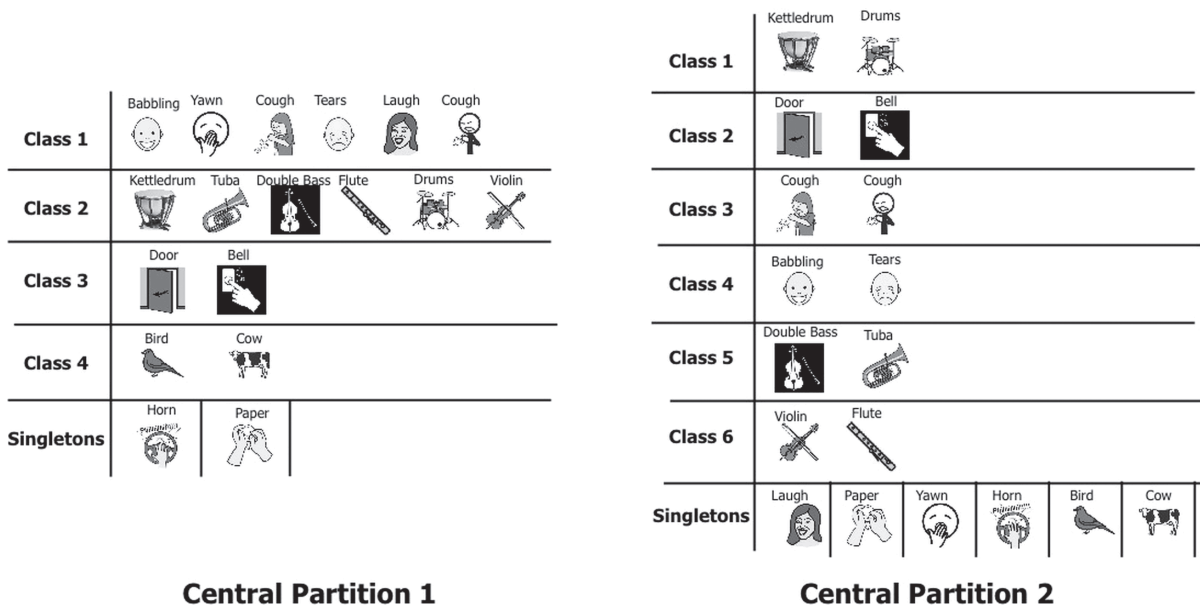 Babbling Yawn Cough Tears Laugh Cough
Class 1
Kettledrum Tuba Double Bass Flute Drums Violin
Class 2
Door Bell
Class 3
Bird Cow
Class 4
Horn Paper
Singletons
Central Partition 1
Kettledrum Drums
Class 1
Door Bell
Class 2
Cough Cough
Class 3
Babbling Tears
Class 4
Double Bass Tuba
Class 5
Violin Flute
Class 6
Laugh Paper Yawn Horn Bird Cow
Singletons
Central Partition 2